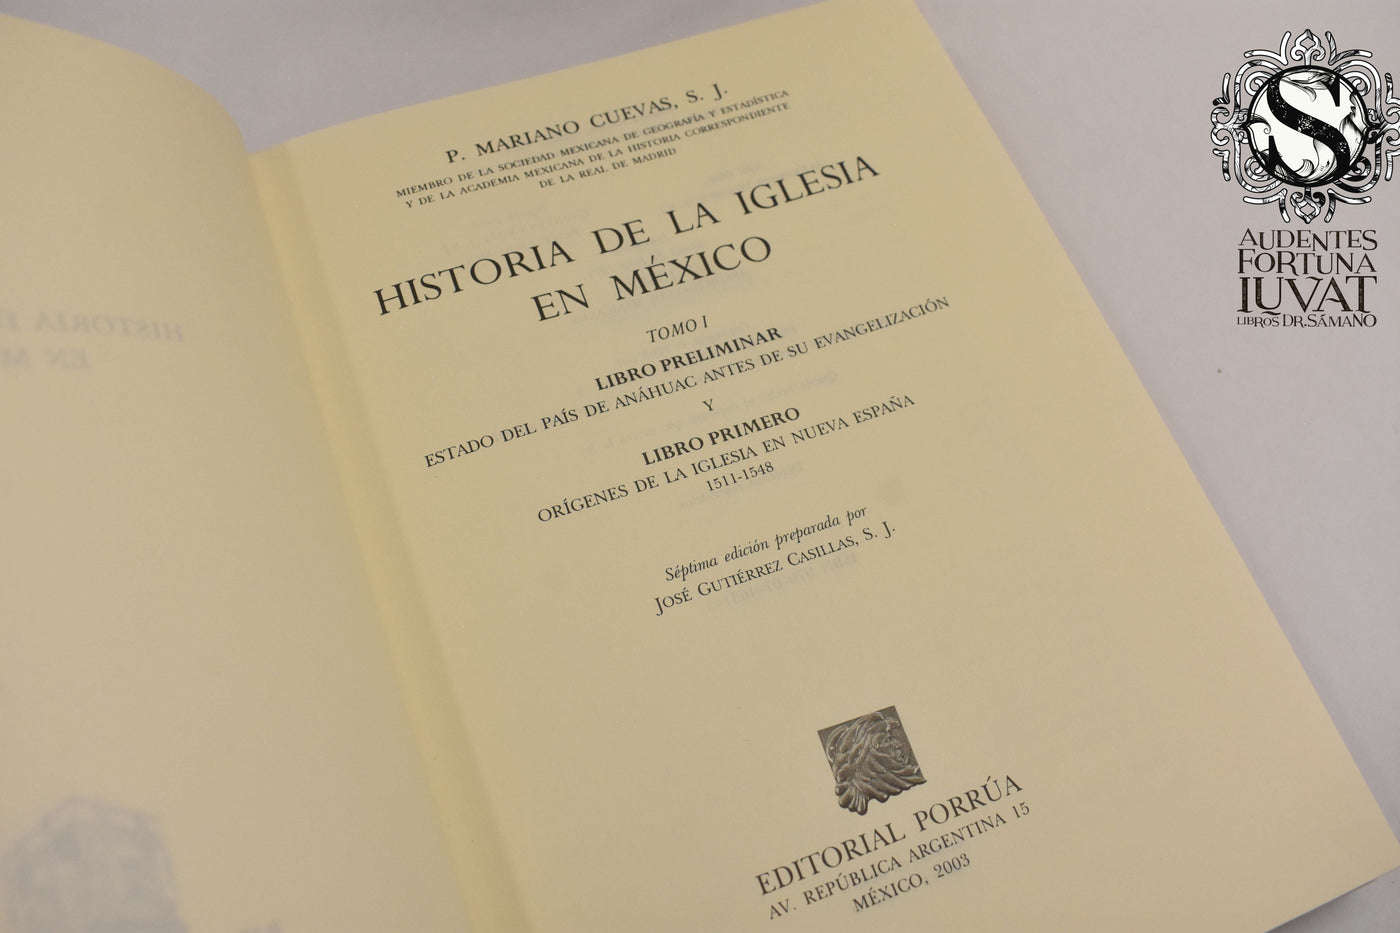 P. MARIANO CUEVAS, S. J.
MIEMBRO DE LA SOCIEDAD MEXICANA DE GEOGRAFÍA Y ESTADÍSTICA
Y DE LA ACADEMIA MEXICANA DE LA HISTORIA CORRESPONDIENTE
DE LA REAL DE MADRID
HISTORIA DE LA IGLESIA
EN MÉXICO
TOMO I
LIBRO PRELIMINAR
ESTADO DEL PAÍS DE ANÁHUAC ANTES DE SU EVANGELIZACIÓN
Y
LIBRO PRIMERO
ORÍGENES DE LA IGLESIA EN NUEVA ESPAÑA
1511-1548
Séptima edición preparada por
JOSÉ GUTIÉRREZ CASILLAS, S. J.
EDITORIAL PORRÚA
AV. REPÚBLICA ARGENTINA 15
MÉXICO, 2003
S
AUDENTES
FORTUNA
IUVAT
LIBROS DR. SÁMANO